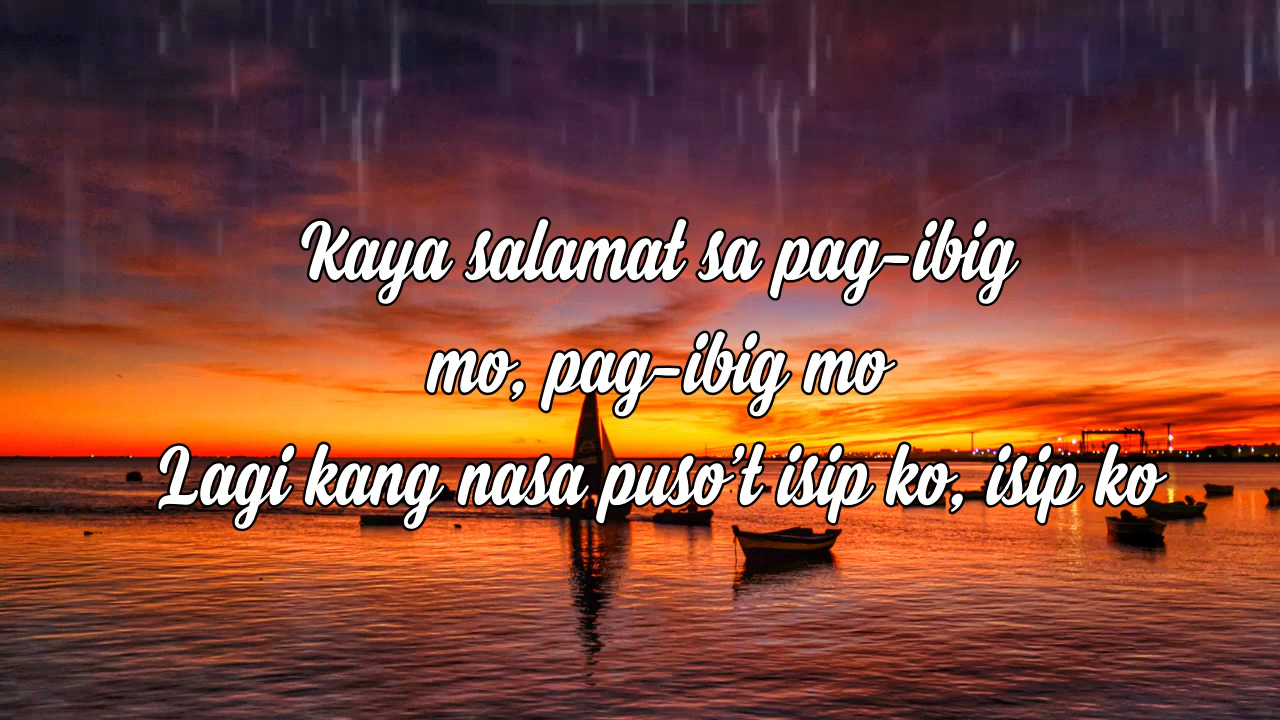 Kaya salamat sa pag-ibig
mo, pag-ibig mo
Lagi kang nasa puso't isip ko, isip ko